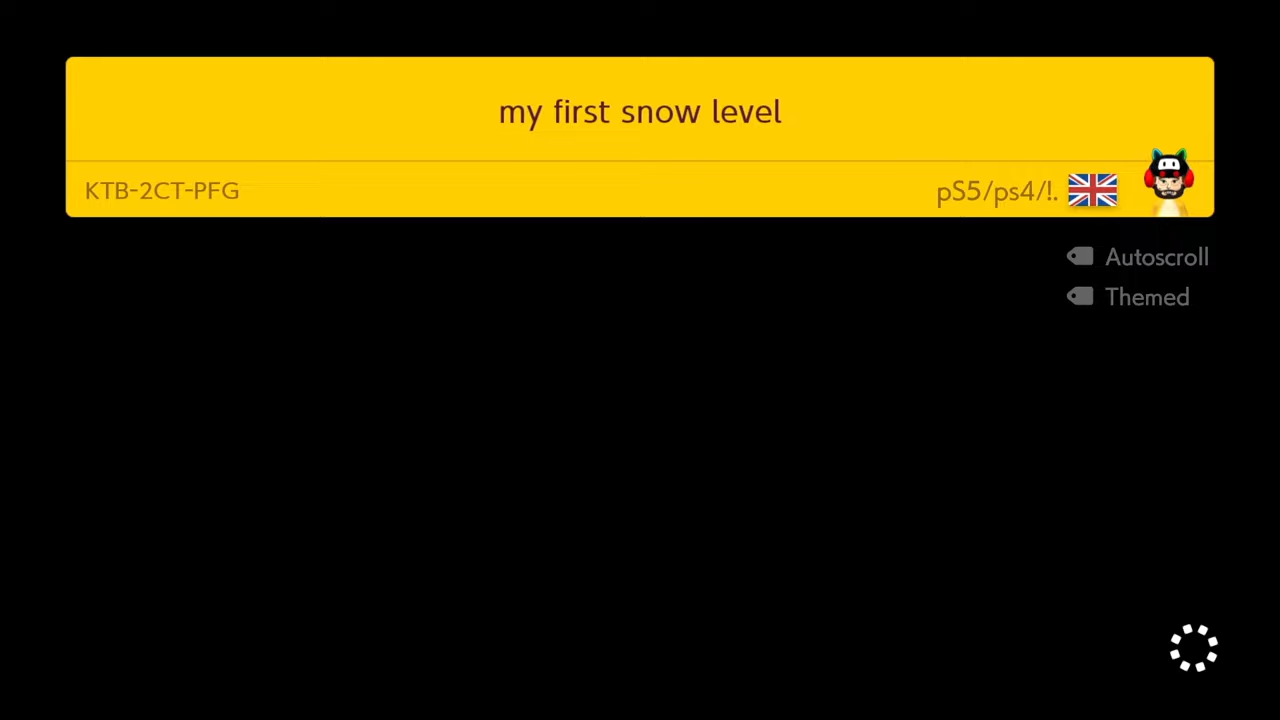 my first snow level
KTB-2CT-PFG
pS5/ps4/!.
Autoscroll
Themed